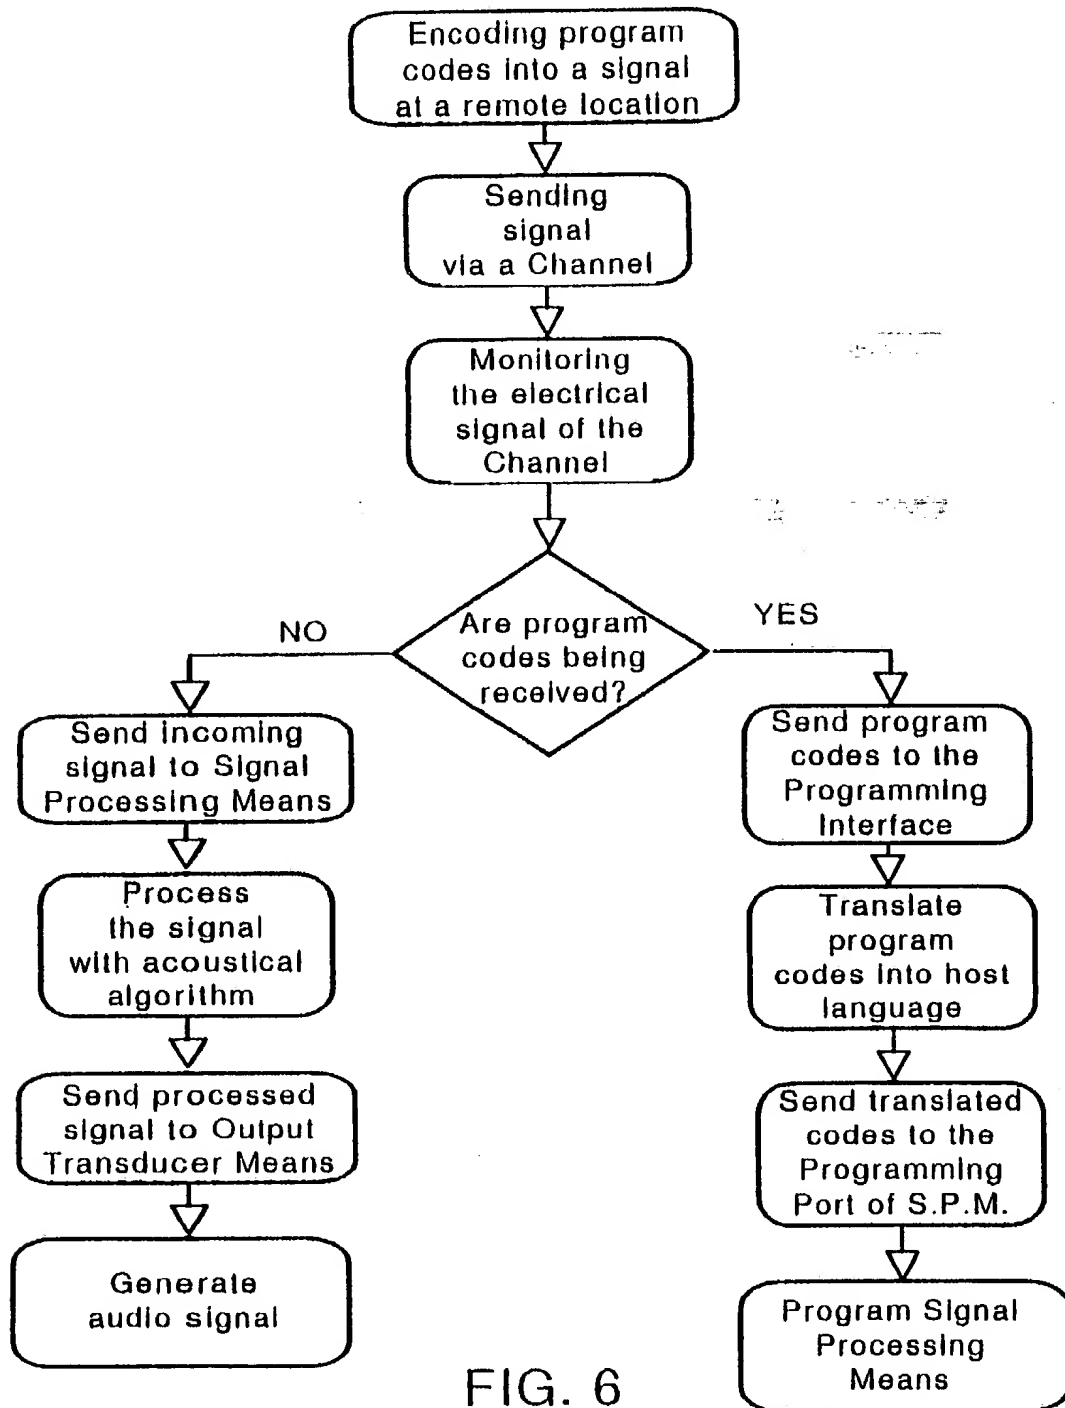 Encoding program
codes into a signal
at a remote location
Sending
signal
via a Channel
Monitoring
the electrical
signal of the
Channel
Are program
codes being
received?
NO
YES
Send incoming
signal to Signal
Processing Means
Process
the signal
with acoustical
algorithm
Send processed
signal to Output
Transducer Means
Generate
audio signal
Send program
codes to the
Programming
Interface
Translate
program
codes into host
language
Send translated
codes to the
Programming
Port of S.P.M.
Program Signal
Processing
Means
FIG. 6